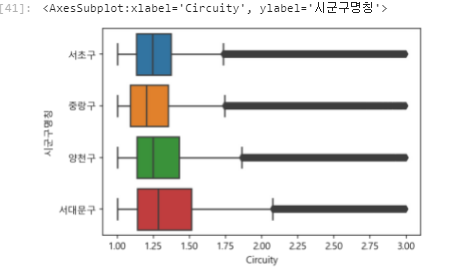 [41]: <AxesSubplot:xlabel='Circuity', ylabel='시군구명칭'>
서초구
중랑구
양천구
서대문구
시군구명칭
1.00 1.25 1.50 1.75 2.00 2.25 2.50 2.75 3.00
Circuity